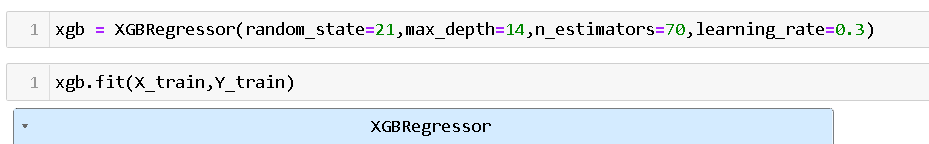 1 xgb = XGBRegressor(random_state=21,max_depth=14,n_estimators=70,learning_rate=0.3)
1 xgb.fit(X_train,Y_train)
XGBRegressor